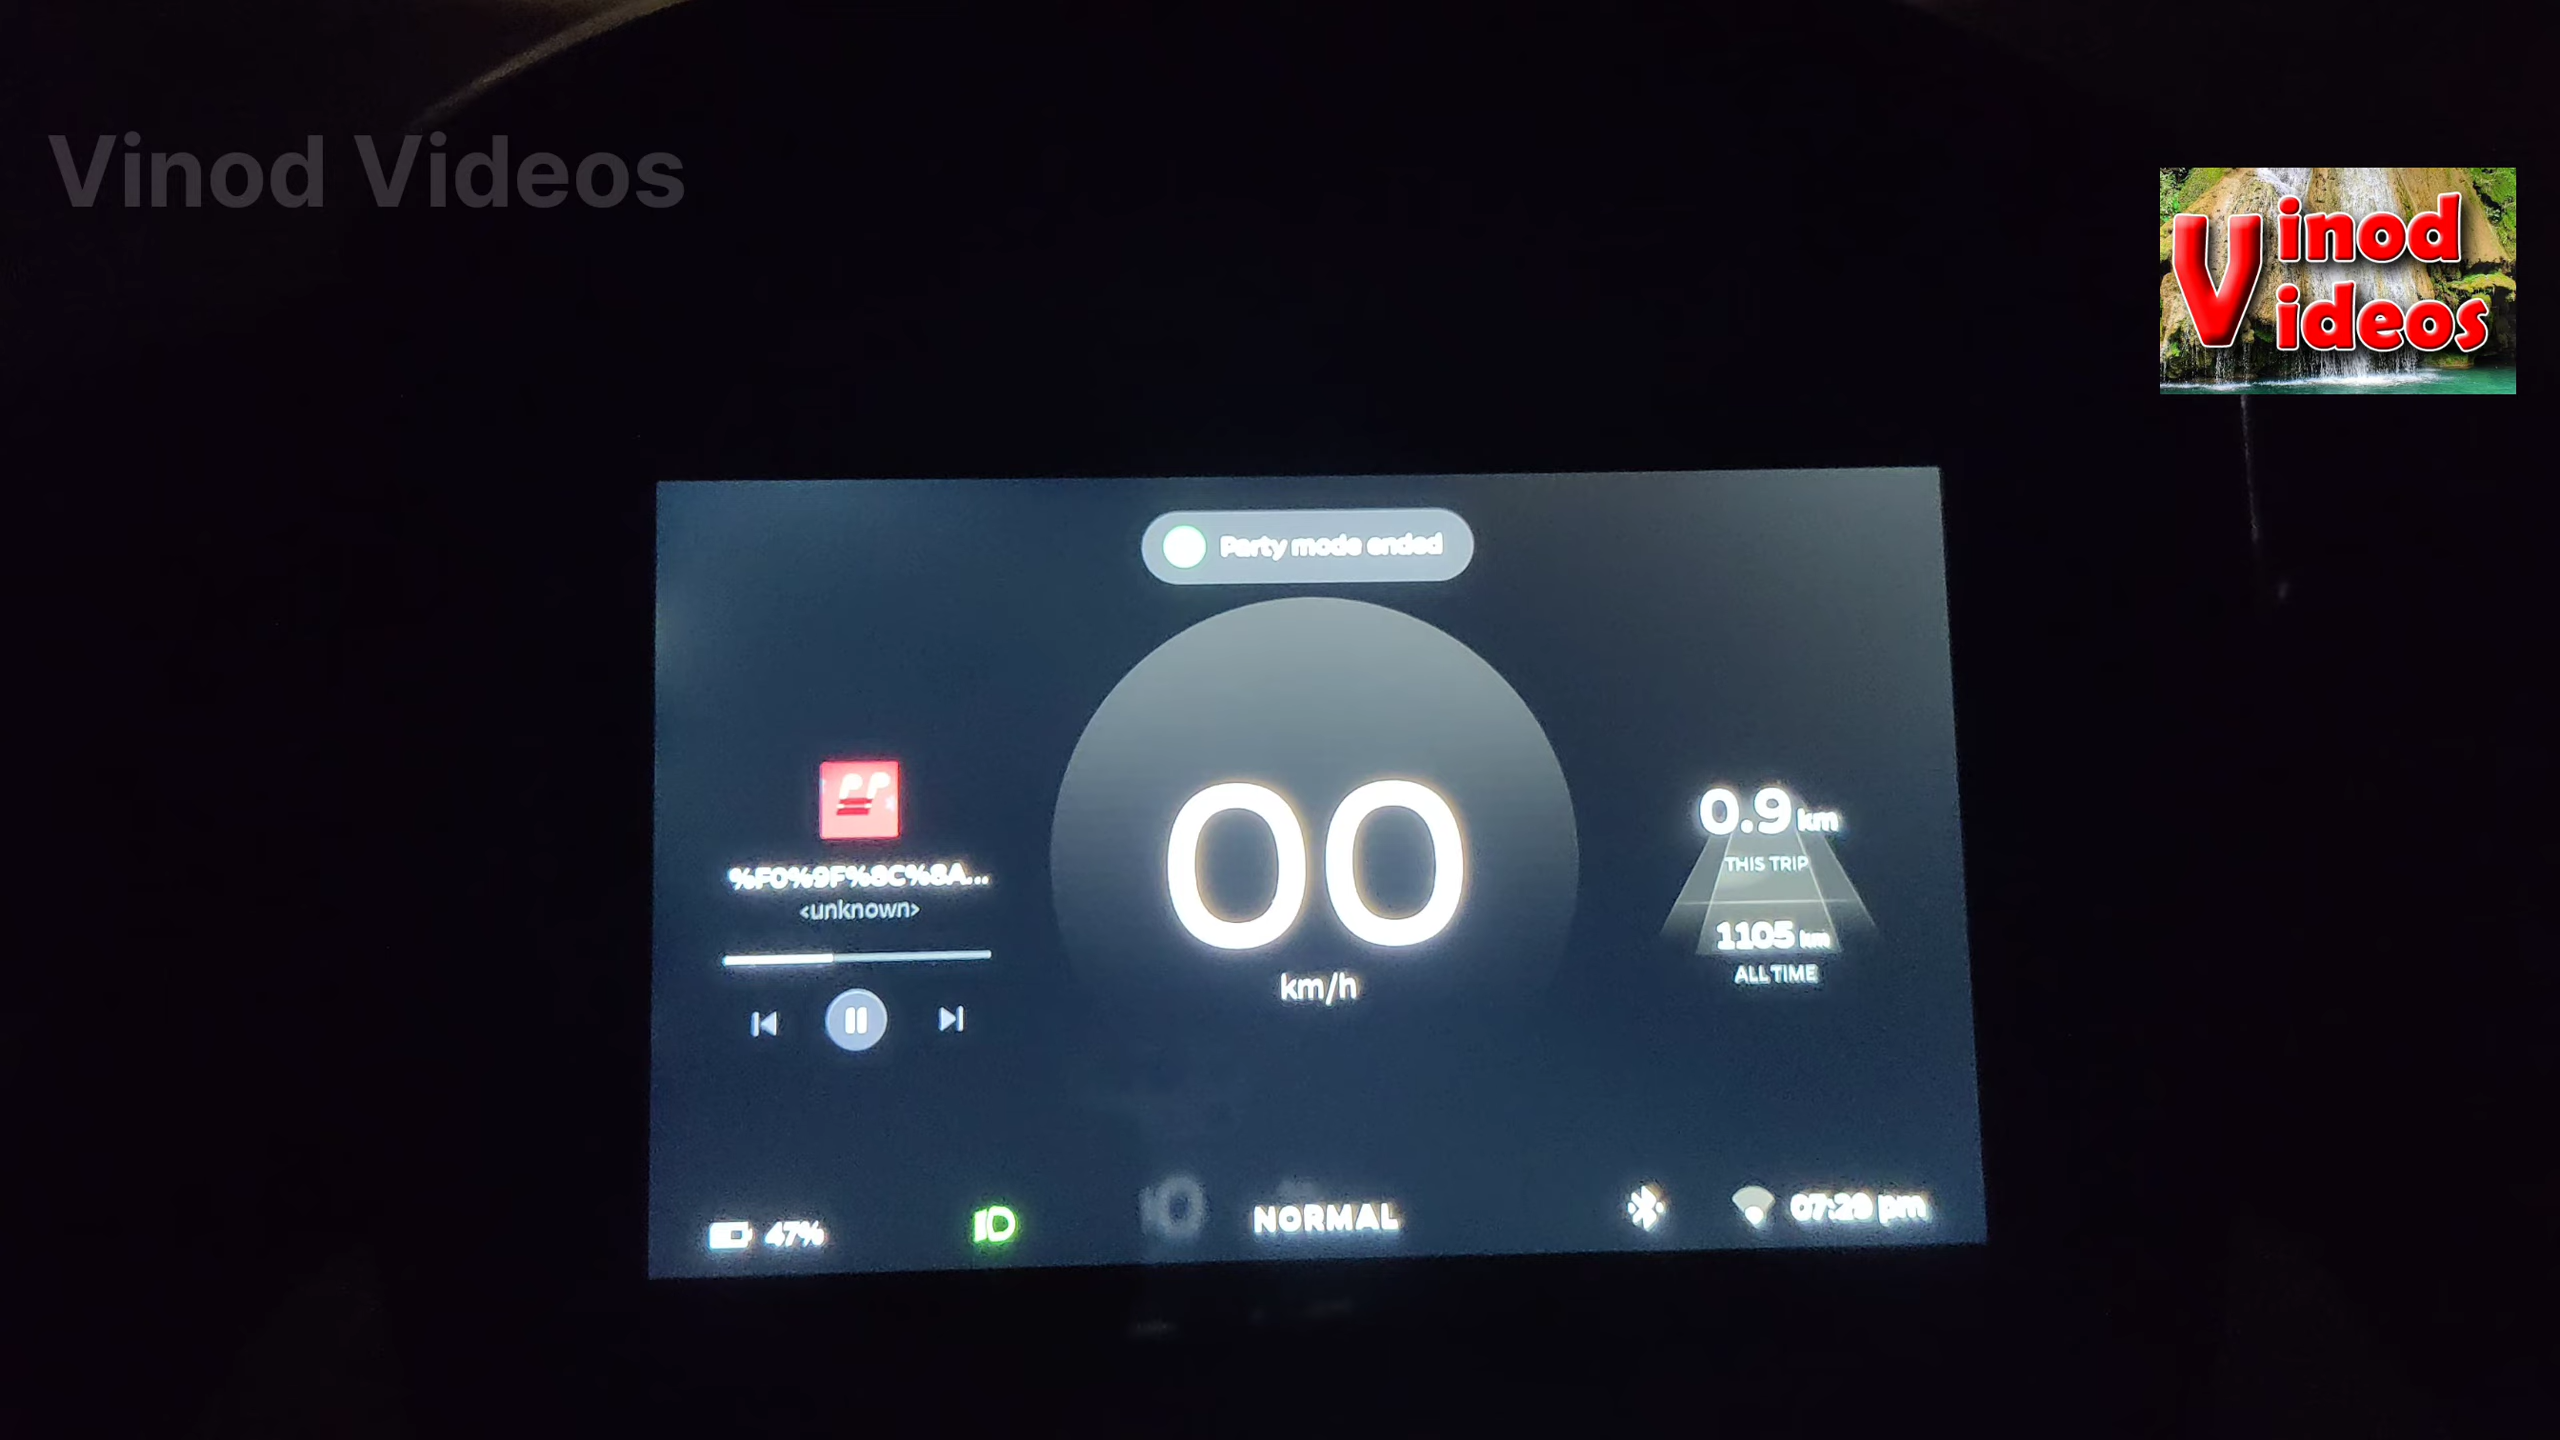 Vinod Videos
Vinod
Videos
Party mode ended
%F0%9F%8C%8A...
<unknown>
00
km/h
0.9 km
THIS TRIP
1105 km
ALL TIME
47%
NORMAL
07:29 pm